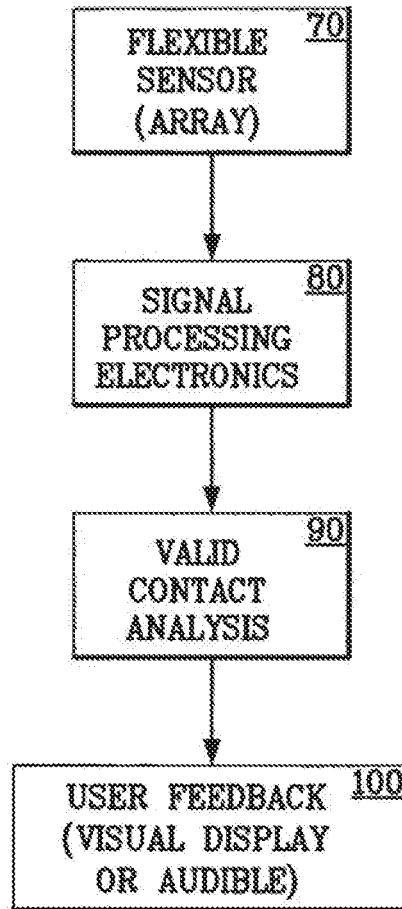 70
FLEXIBLE
SENSOR
(ARRAY)
80
SIGNAL
PROCESSING
ELECTRONICS
90
VALID
CONTACT
ANALYSIS
100
USER FEEDBACK
(VISUAL DISPLAY
OR AUDIBLE)